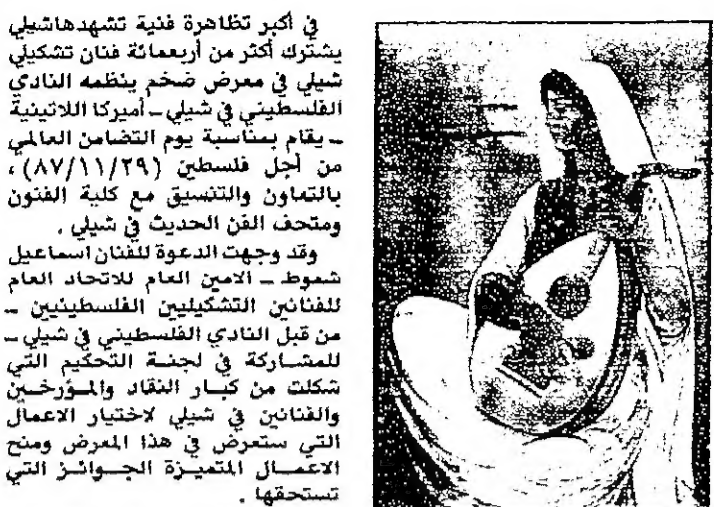 في أكبر تظاهرة فنية تشهدهاشيلي
يشترك أكثر من أربعمائة فنان تشكيلي
شيلي في معرض ضخم ينظمه النادي
الفلسطيني في شيلي ـ أميركا اللاتينية
ـ يقام بمناسبة يوم التضامن العالمي
من أجل فلسطين (٨٧/١١/٢٩) ،
بالتعاون والتنسيق مع كلية الفنون
ومتحف الفن الحديث في شيلي .
وقد وجهت الدعوة للفنان اسماعيل
شموط ـ الامين العام للاتحاد العام
للفنانين التشكيليين الفلسطينيين ـ
من قبل النادي الفلسطيني في شيلي ـ
للمشاركة في لجنة التحكيم التي
شكلت من كبار النقاد والمؤرخين
والفنانين في شيلي لاختيار الاعمال
التي ستعرض في هذا المعرض ومنح
الاعمال المتميزة الجوائز التي
تستحقها .